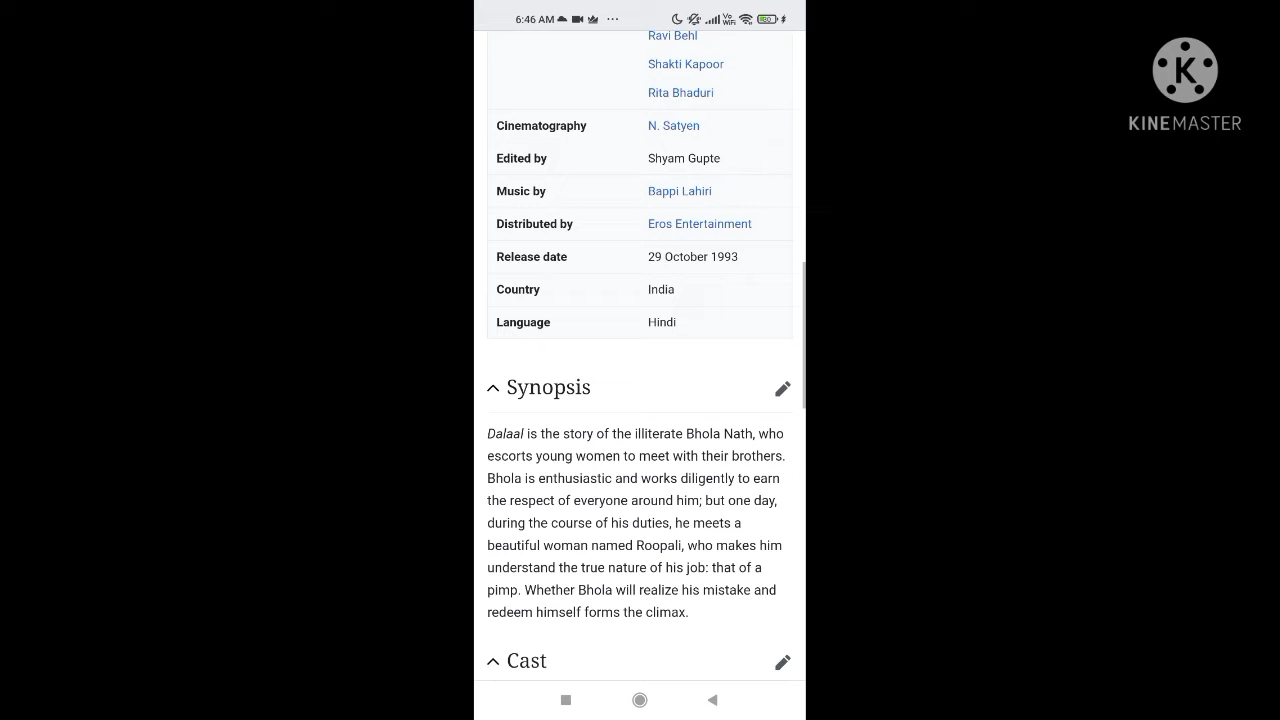 6:46 AM ...
Vo WiFi 80
K
KINEMASTER
Ravi Behl
Shakti Kapoor
Rita Bhaduri
Cinematography N. Satyen
Edited by Shyam Gupte
Music by Bappi Lahiri
Distributed by Eros Entertainment
Release date 29 October 1993
Country India
Language Hindi
Synopsis
Dalaal is the story of the illiterate Bhola Nath, who
escorts young women to meet with their brothers.
Bhola is enthusiastic and works diligently to earn
the respect of everyone around him; but one day,
during the course of his duties, he meets a
beautiful woman named Roopali, who makes him
understand the true nature of his job: that of a
pimp. Whether Bhola will realize his mistake and
redeem himself forms the climax.
Cast